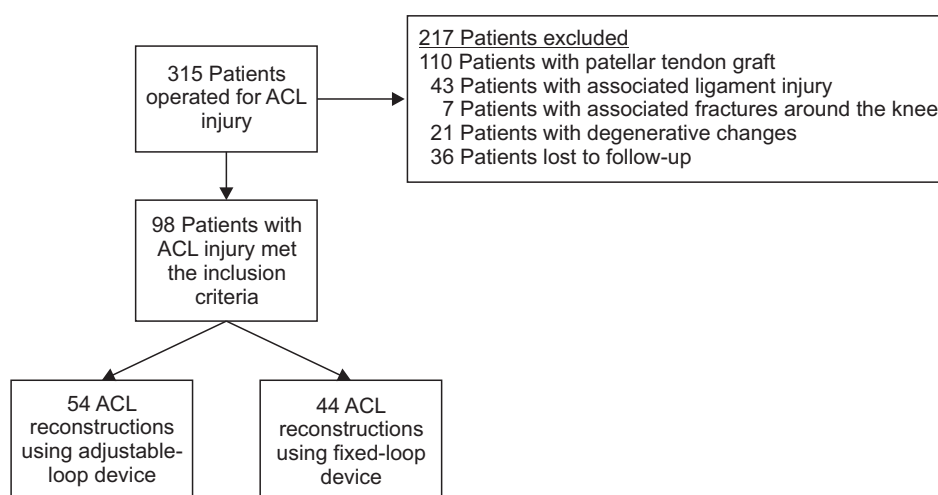 315 Patients
operated for ACL
injury
217 Patients excluded
110 Patients with patellar tendon graft
43 Patients with associated ligament injury
7 Patients with associated fractures around the knee
21 Patients with degenerative changes
36 Patients lost to follow-up
98 Patients with
ACL injury met
the inclusion
criteria
54 ACL
reconstructions
using adjustable-
loop device
44 ACL
reconstructions
using fixed-loop
device